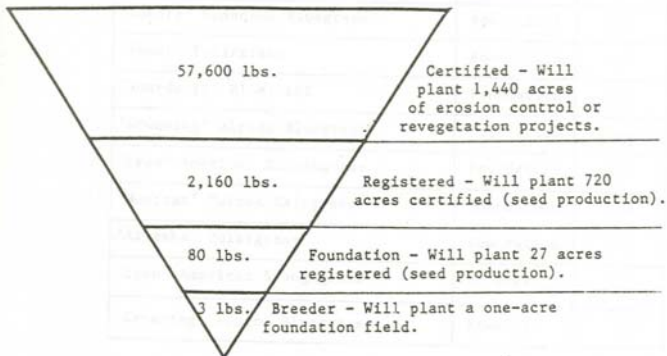 57,600 lbs.
Certified - Will
plant 1,440 acres
of erosion control or
revegetation projects.
2,160 lbs.
Registered - Will plant 720
acres certified (seed production).
80 lbs.
Foundation - Will plant 27 acres
registered (seed production).
3 lbs.
Breeder - Will plant a one-acre
foundation field.